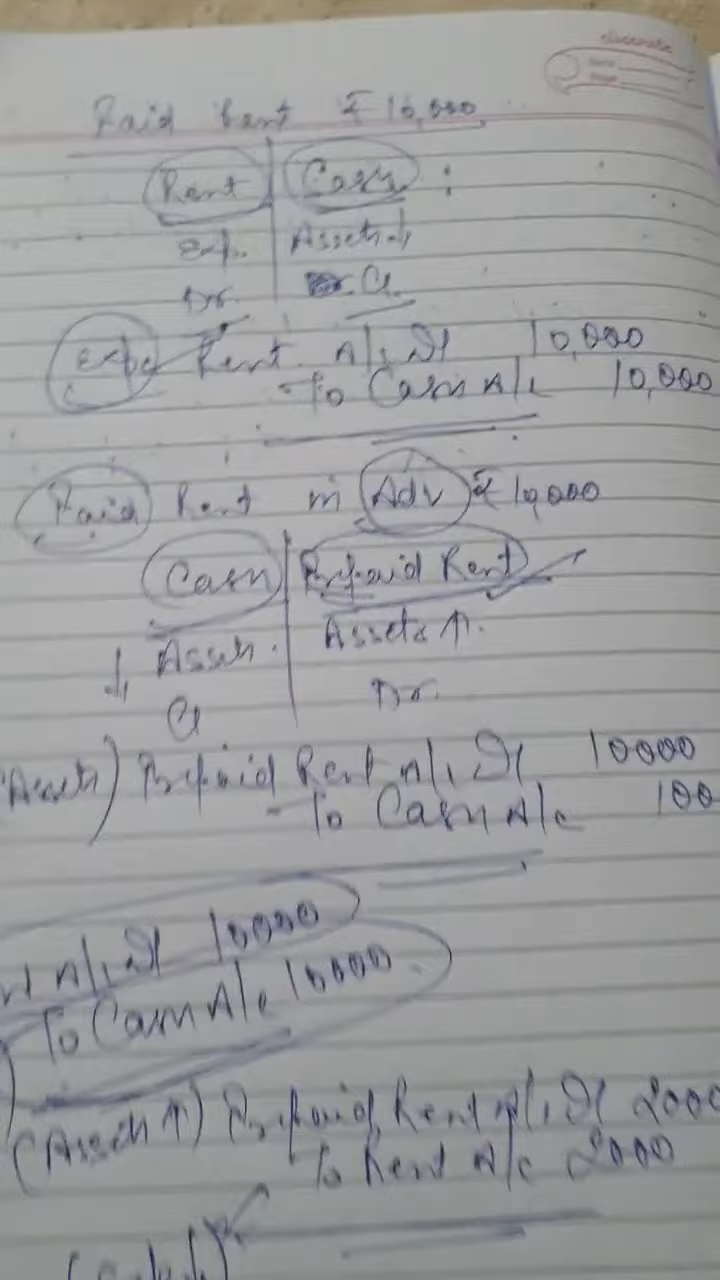 classmate
Paid Rent ₹ 10,000
Rent | Cash :
Exp. | Assets ↓
Dr. | Cr.
Exp. Rent A/c Dr 10,000
To Cash A/c 10,000
Paid Rent in Adv ₹ 10,000
Cash | Prepaid Rent
↓ Assets. | Assets ↑.
Cr | Dr.
Assets) Prepaid Rent A/c Dr 10000
To Cash A/c 100
A/c Dr 10000
To Cash A/c 10000
(Assets ↑) Prepaid Rent A/c Dr 2000
To Rent A/c 2000